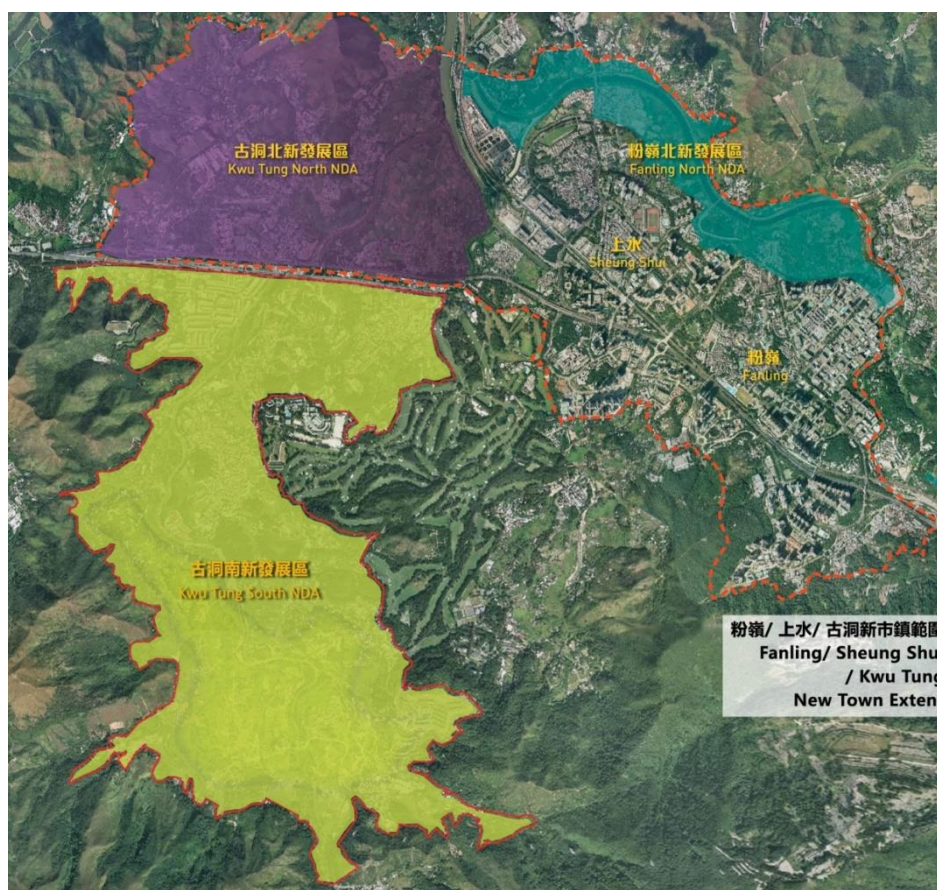 古洞北新發展區
Kwu Tung North NDA
粉嶺北新發展區
Fanling North NDA
上水
Sheung Shui
粉嶺
Fanling
古洞南新發展區
Kwu Tung South NDA
粉嶺/ 上水/ 古洞新市鎮範圍
Fanling/ Sheung Shui
/ Kwu Tung
New Town Exten